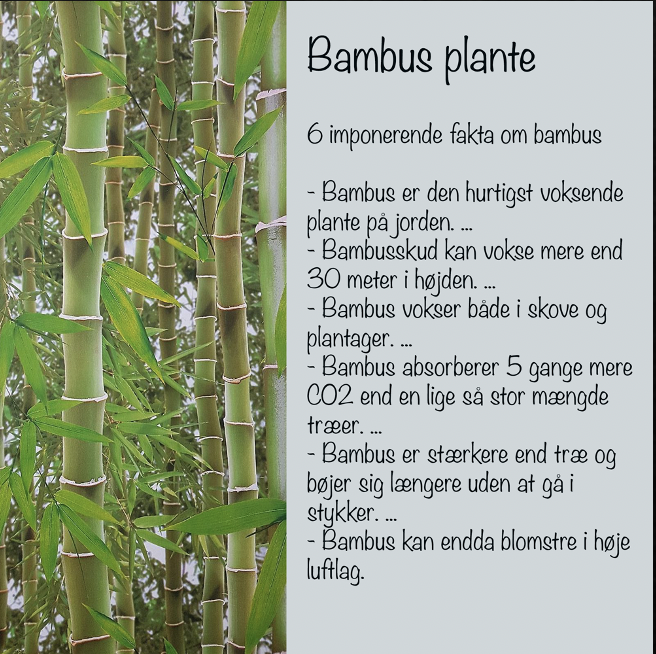 Bambus plante
6 imponerende fakta om bambus
- Bambus er den hurtigst voksende
plante på jorden. ...
- Bambusskud kan vokse mere end
30 meter i højden. ...
- Bambus vokser både i skove og
plantager. ...
- Bambus absorberer 5 gange mere
CO2 end en lige så stor mængde
træer. ...
- Bambus er stærkere end træ og
bøjer sig længere uden at gå i
stykker. ...
- Bambus kan endda blomstre i høje
luftlag.